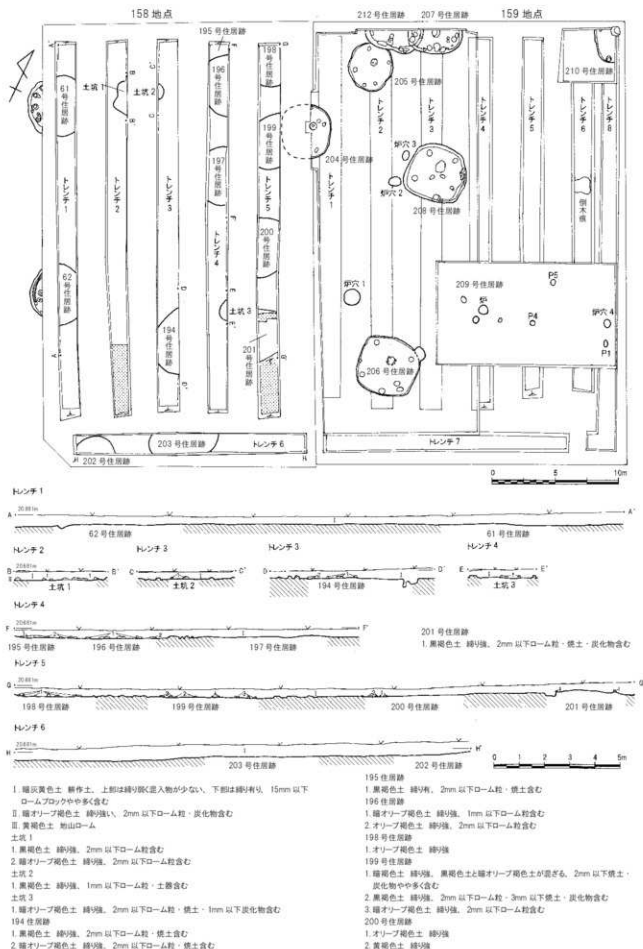 158 地点
159 地点
195 号住居跡
212 号住居跡 207 号住居跡
61号住居跡
土坑 1
土坑 2
196号住居跡
198号住居跡
199号住居跡
197号住居跡
200号住居跡
62号住居跡
194号住居跡
土坑 3
201号住居跡
トレンチ 1
トレンチ 2
トレンチ 3
トレンチ 4
トレンチ 5
203 号住居跡
トレンチ 6
202 号住居跡
205 号住居跡
204 号住居跡
210 号住居跡
炉穴 3
炉穴 2
208 号住居跡
炉穴 1
206 号住居跡
209 号住居跡
炉
P5
P4
炉穴 4
P1
倒木痕
トレンチ 1
トレンチ 2
トレンチ 3
トレンチ 4
トレンチ 5
トレンチ 6
トレンチ 8
トレンチ 7
0 5 10m
トレンチ 1
A A'
62 号住居跡 61 号住居跡
トレンチ 2 トレンチ 3 トレンチ 3 トレンチ 4
B B' C C' D D' E E'
土坑 1 土坑 2 194 号住居跡 土坑 3
トレンチ 4
F F'
195 号住居跡 196 号住居跡 197 号住居跡
201 号住居跡
1. 黒褐色土 締り強、2mm 以下ローム粒・焼土・炭化物含む
トレンチ 5
G G'
198 号住居跡 199 号住居跡 200 号住居跡 201 号住居跡
トレンチ 6
H H'
203 号住居跡 202 号住居跡
0 1 2 3 4 5m
Ⅰ. 暗灰黄色土 耕作土、上部は締り弱く混入物が少ない、下部は締り有り、15mm 以下
ロームブロックやや多く含む
Ⅱ. 暗オリーブ褐色土 締り強い、2mm 以下ローム粒・炭化物含む
Ⅲ. 黄褐色土 地山ローム
土坑 1
1. 黒褐色土 締り強、2mm 以下ローム粒含む
2. 暗オリーブ褐色土 締り強、2mm 以下ローム粒含む
土坑 2
1. 黒褐色土 締り強、1mm 以下ローム粒・土器含む
土坑 3
1. 暗オリーブ褐色土 締り強、2mm 以下ローム粒・焼土・1mm 以下炭化物含む
194 号住居跡
1. 黒褐色土 締り強、2mm 以下ローム粒・焼土含む
2. 暗オリーブ褐色土 締り強、2mm 以下ローム粒・焼土含む
195 号住居跡
1. 黒褐色土 締り有、2mm 以下ローム粒・焼土含む
196 号住居跡
1. 暗オリーブ褐色土 締り強、1mm 以下ローム粒含む
2. オリーブ褐色土 締り強、2mm 以下ローム粒含む
198 号住居跡
1. オリーブ褐色土 締り強
199 号住居跡
1. 暗褐色土 締り強、黒褐色土と暗オリーブ褐色土が混ざる、2mm 以下焼土・
炭化物やや多く含む
2. 黒褐色土 締り強、2mm 以下ローム粒・3mm 以下焼土・炭化物含む
3. 暗オリーブ褐色土 締り強、2mm 以下ローム粒含む
200 号住居跡
1. オリーブ褐色土 締り強
2. 黄褐色土 締り強